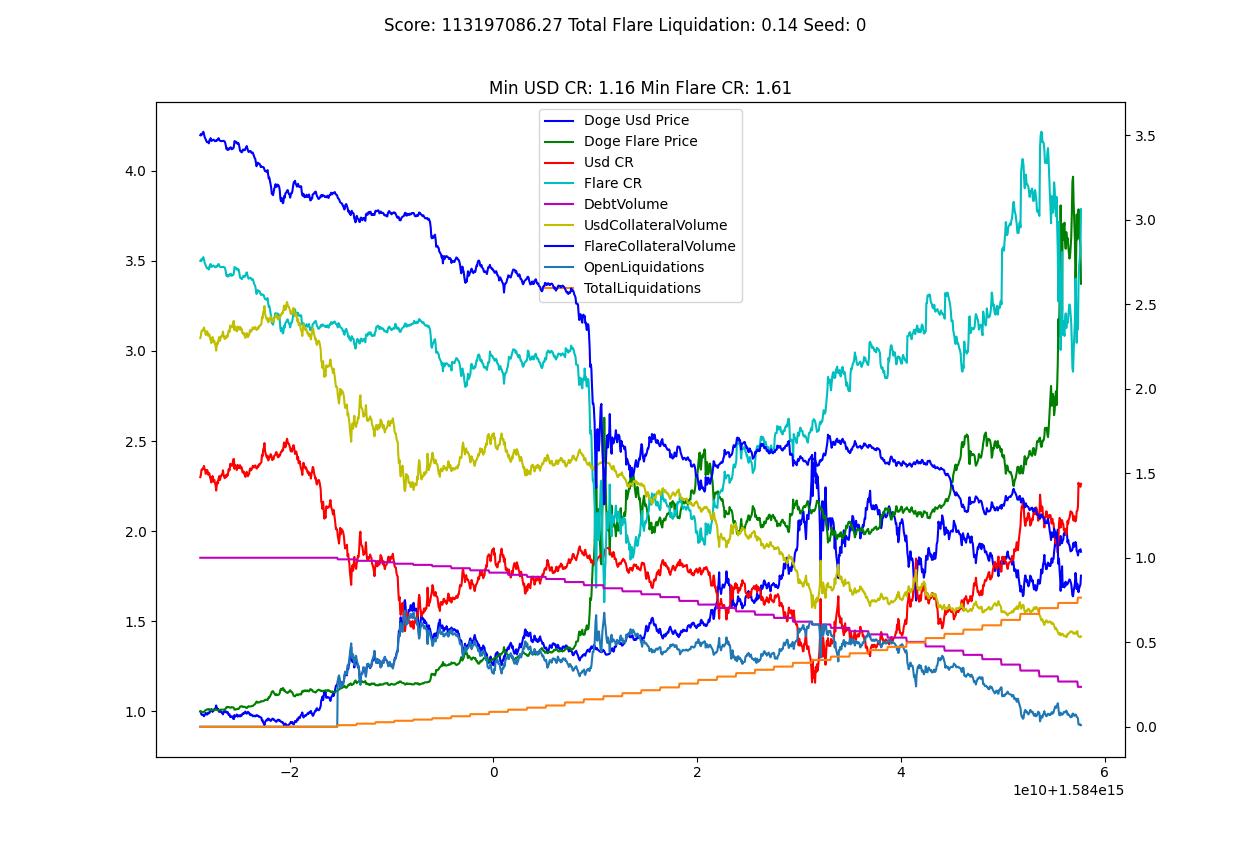 Score: 113197086.27 Total Flare Liquidation: 0.14 Seed: 0
Min USD CR: 1.16 Min Flare CR: 1.61
Doge Usd Price
Doge Flare Price
Usd CR
Flare CR
DebtVolume
UsdCollateralVolume
FlareCollateralVolume
OpenLiquidations
TotalLiquidations
4.0
3.5
3.0
2.5
2.0
1.5
1.0
3.5
3.0
2.5
2.0
1.5
1.0
0.5
0.0
−2 0 2 4 6
1e10+1.584e15